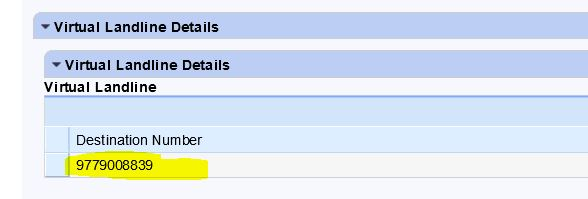 Virtual Landline Details
Virtual Landline Details
Virtual Landline
Destination Number
9779008839